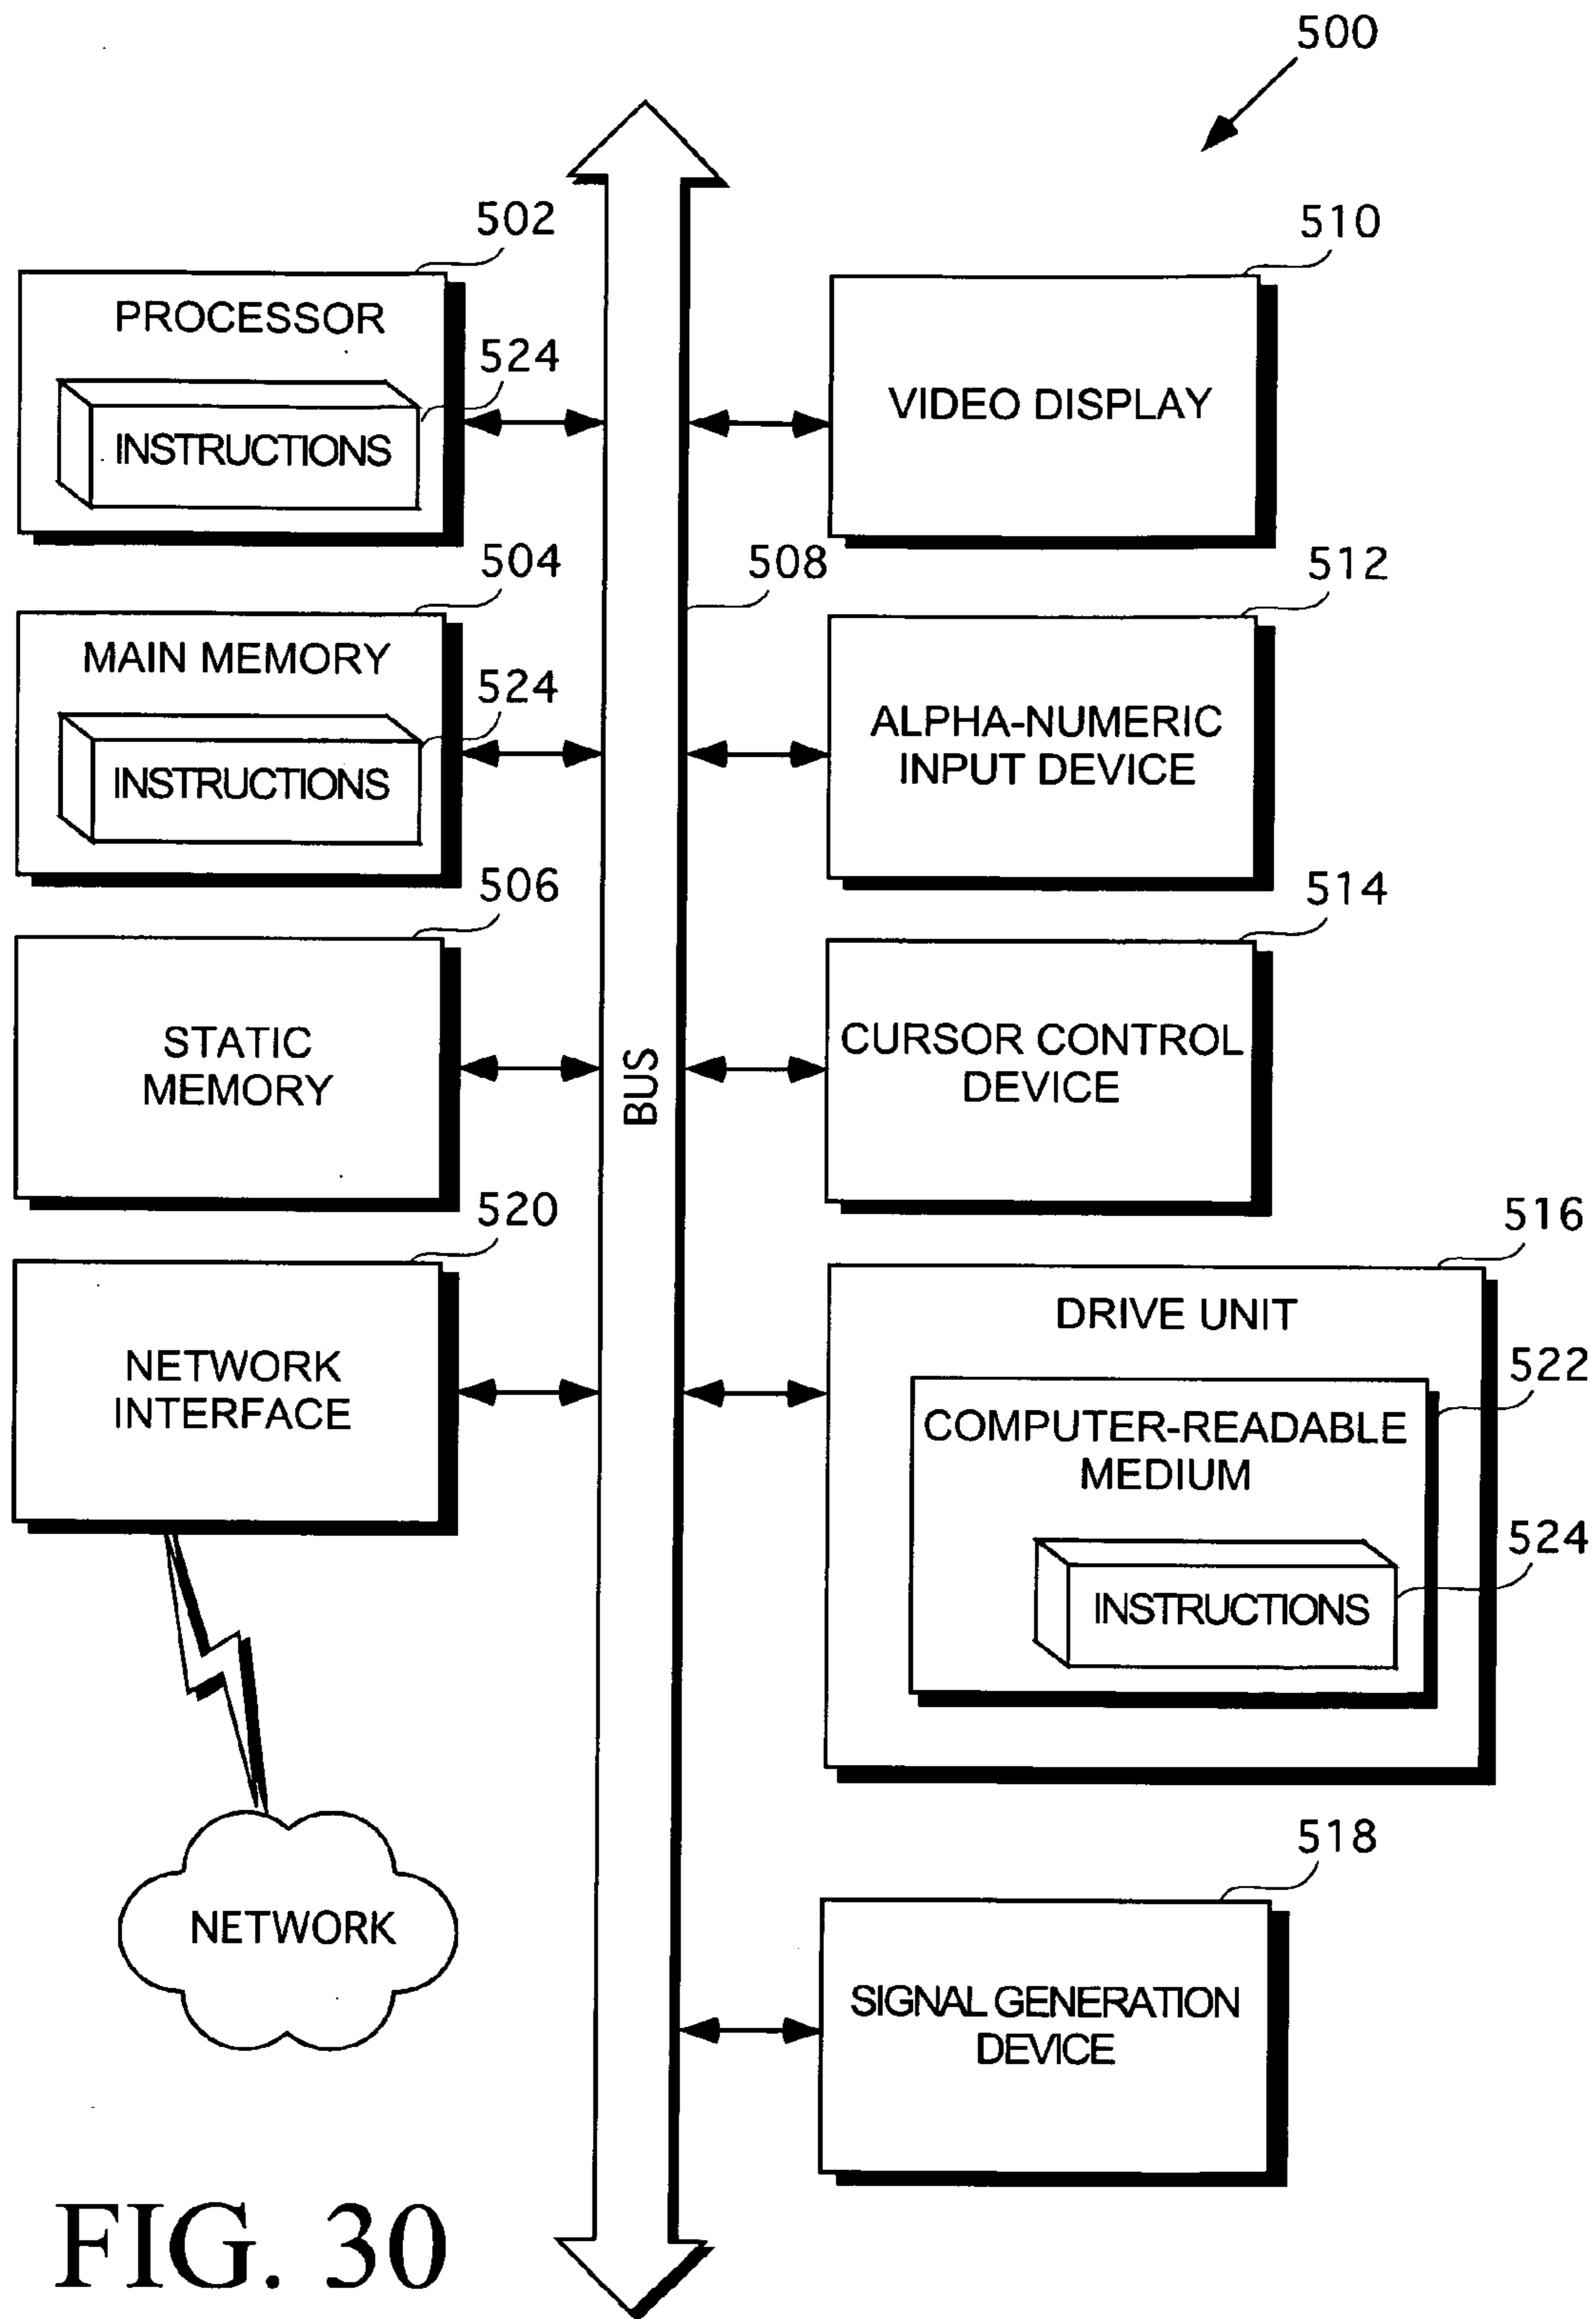 500
502
PROCESSOR
524
INSTRUCTIONS
504
MAIN MEMORY
524
INSTRUCTIONS
506
STATIC
MEMORY
520
NETWORK
INTERFACE
NETWORK
508
BUS
510
VIDEO DISPLAY
512
ALPHA-NUMERIC
INPUT DEVICE
514
CURSOR CONTROL
DEVICE
516
DRIVE UNIT
522
COMPUTER-READABLE
MEDIUM
524
INSTRUCTIONS
518
SIGNAL GENERATION
DEVICE
FIG. 30